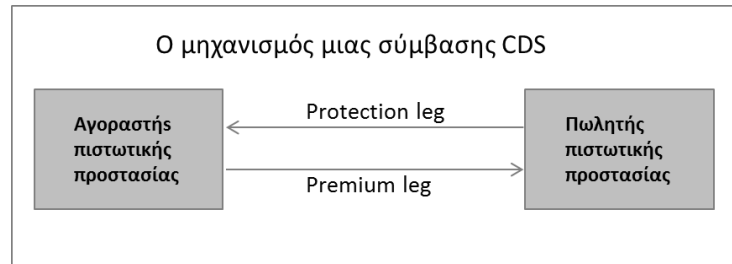 Ο μηχανισμός μιας σύμβασης CDS
Αγοραστής
πιστωτικής
προστασίας
Protection leg
Premium leg
Πωλητής
πιστωτικής
προστασίας